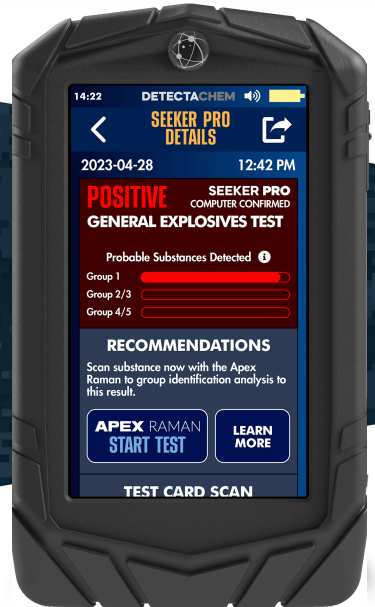 14:22 DETECTACHEM
SEEKER PRO
DETAILS
2023-04-28 12:42 PM
POSITIVE SEEKER PRO
COMPUTER CONFIRMED
GENERAL EXPLOSIVES TEST
Probable Substances Detected i
Group 1
Group 2/3
Group 4/5
RECOMMENDATIONS
Scan substance now with the Apex
Raman to group identification analysis to
this result.
APEX RAMAN
START TEST
LEARN
MORE
TEST CARD SCAN